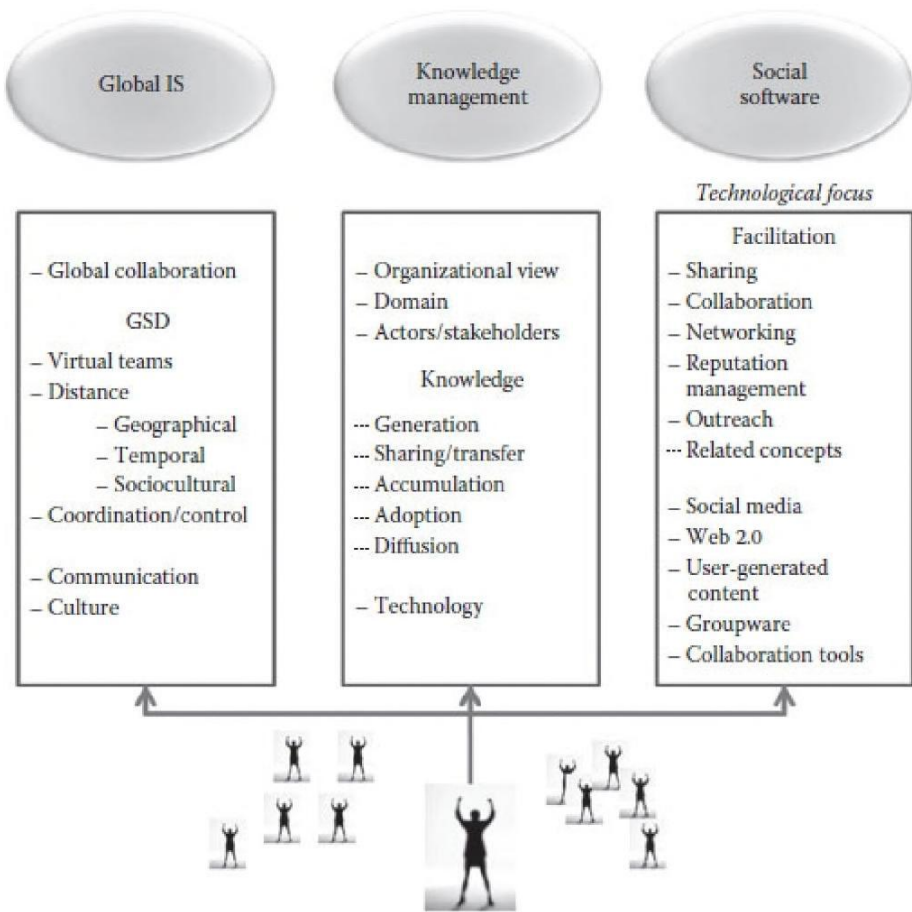 Global IS
Knowledge
management
Social
software
Technological focus
– Global collaboration
GSD
– Virtual teams
– Distance
– Geographical
– Temporal
– Sociocultural
– Coordination/control
– Communication
– Culture
– Organizational view
– Domain
– Actors/stakeholders
Knowledge
--- Generation
--- Sharing/transfer
--- Accumulation
--- Adoption
--- Diffusion
– Technology
Facilitation
– Sharing
– Collaboration
– Networking
– Reputation
management
– Outreach
--- Related concepts
– Social media
– Web 2.0
– User-generated
content
– Groupware
– Collaboration tools